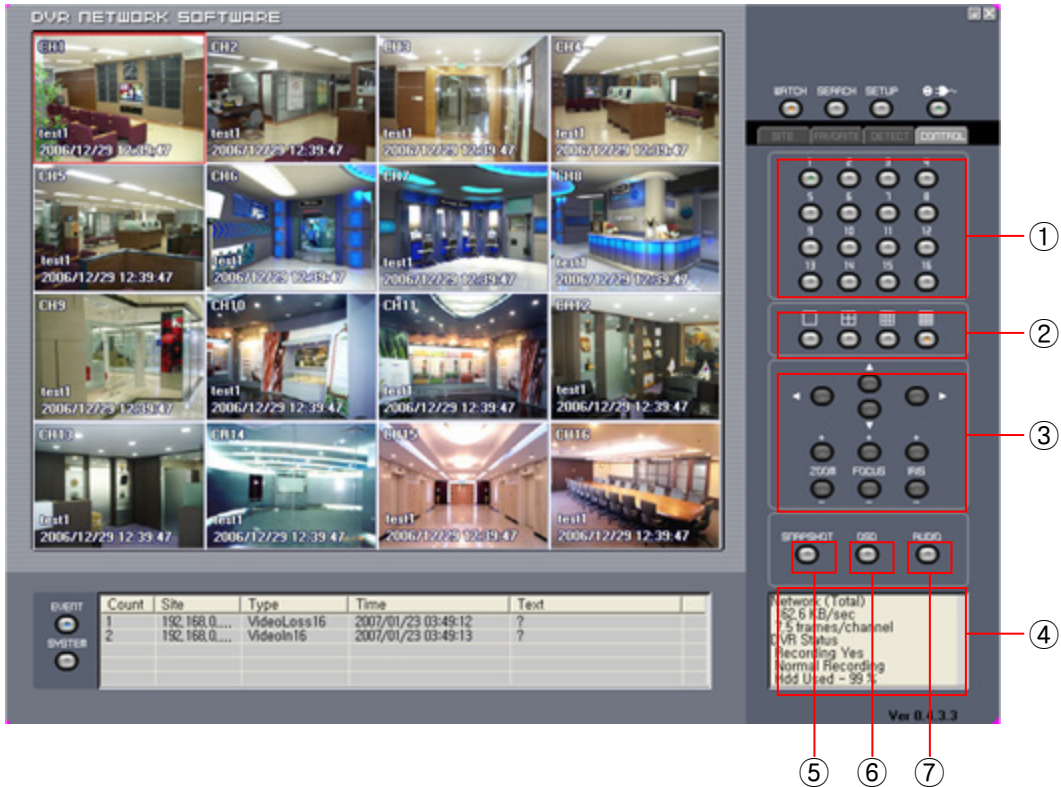 DVR NETWORK SOFTWARE
CH1 CH2 CH3 CH4
test1 test1 test1 test1
2006/12/29 12:39:47 2006/12/29 12:39:47 2006/12/29 12:39:47 2006/12/29 12:39:47
CH5 CH6 CH7 CH8
test1 test1 test1 test1
2006/12/29 12:39:47 2006/12/29 12:39:47 2006/12/29 12:39:47 2006/12/29 12:39:47
CH9 CH10 CH11 CH12
test1 test1 test1 test1
2006/12/29 12:39:47 2006/12/29 12:39:47 2006/12/29 12:39:47 2006/12/29 12:39:47
CH13 CH14 CH15 CH16
test1 test1 test1 test1
2006/12/29 12:39:47 2006/12/29 12:39:47 2006/12/29 12:39:47 2006/12/29 12:39:47
WATCH SEARCH SETUP
SITE FAVORITE DETECT CONTROL
1 2 3 4
5 6 7 8
9 10 11 12
13 14 15 16
①
②
③
+ + +
ZOOM FOCUS IRIS
- - -
SNAPSHOT OSD AUDIO
EVENT
SYSTEM
Count Site Type Time Text
1 192,168,0,... VideoLoss16 2007/01/23 03:49:12 ?
2 192,168,0,... VideoIn16 2007/01/23 03:49:13 ?
Network (Total)
162.6 KB/sec
7.5 frames/channel
DVR Status
Recording Yes
Normal Recording
Hdd Used - 99 %
④
Ver 0.4.3.3
⑤ ⑥ ⑦